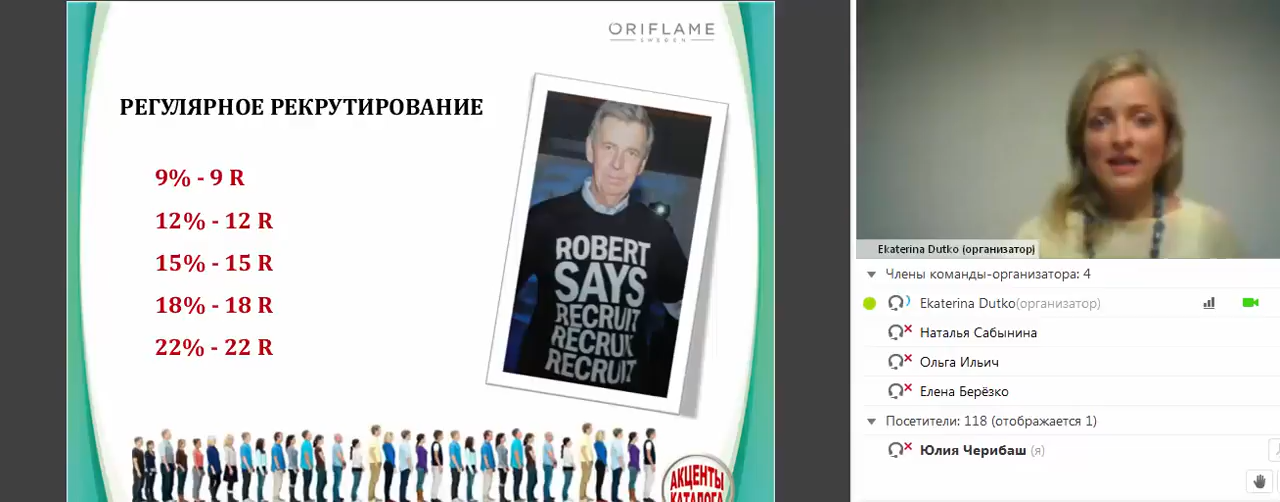 ORIFLAME
SWEDEN
РЕГУЛЯРНОЕ РЕКРУТИРОВАНИЕ
9% - 9 R
12% - 12 R
15% - 15 R
18% - 18 R
22% - 22 R
ROBERT
SAYS
RECRUIT
RECRUIT
RECRUIT
АКЦЕНТЫ
КАТАЛОГА
Ekaterina Dutko (организатор)
Члены команды-организатора: 4
Ekaterina Dutko(организатор)
Наталья Сабынина
Ольга Ильич
Елена Берёзко
Посетители: 118 (отображается 1)
Юлия Черибаш (я)